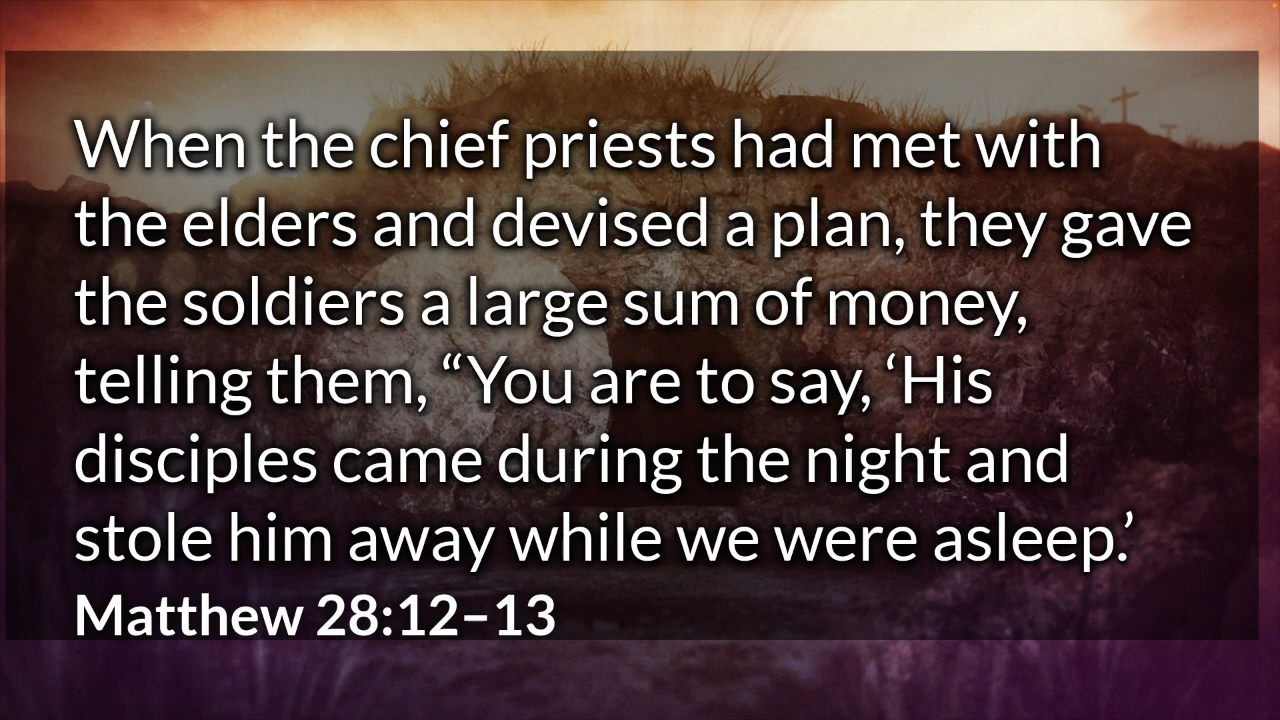 When the chief priests had met with
the elders and devised a plan, they gave
the soldiers a large sum of money,
telling them, “You are to say, ‘His
disciples came during the night and
stole him away while we were asleep.’
Matthew 28:12–13